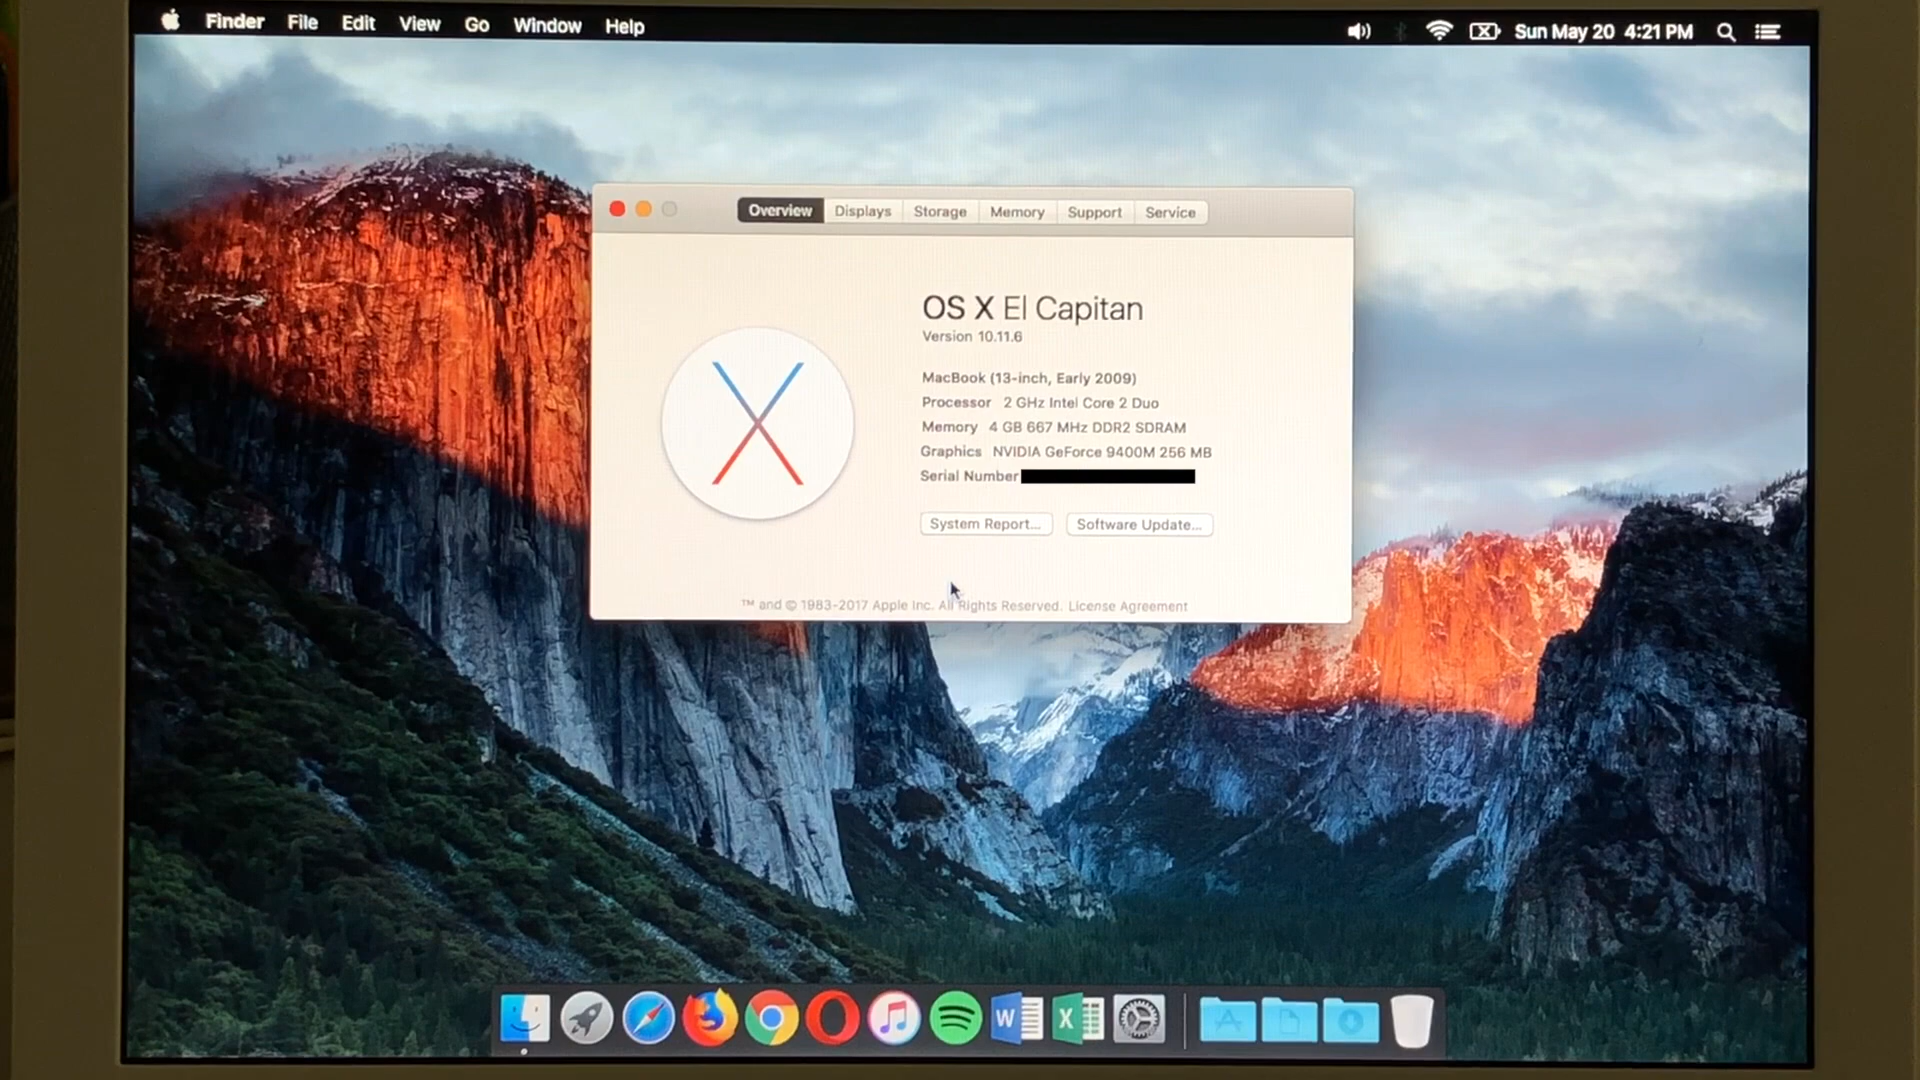 Finder File Edit View Go Window Help Sun May 20 4:21 PM
Overview Displays Storage Memory Support Service
OS X El Capitan
Version 10.11.6
MacBook (13-inch, Early 2009)
Processor 2 GHz Intel Core 2 Duo
Memory 4 GB 667 MHz DDR2 SDRAM
Graphics NVIDIA GeForce 9400M 256 MB
Serial Number
System Report... Software Update...
™ and © 1983-2017 Apple Inc. All Rights Reserved. License Agreement
W X